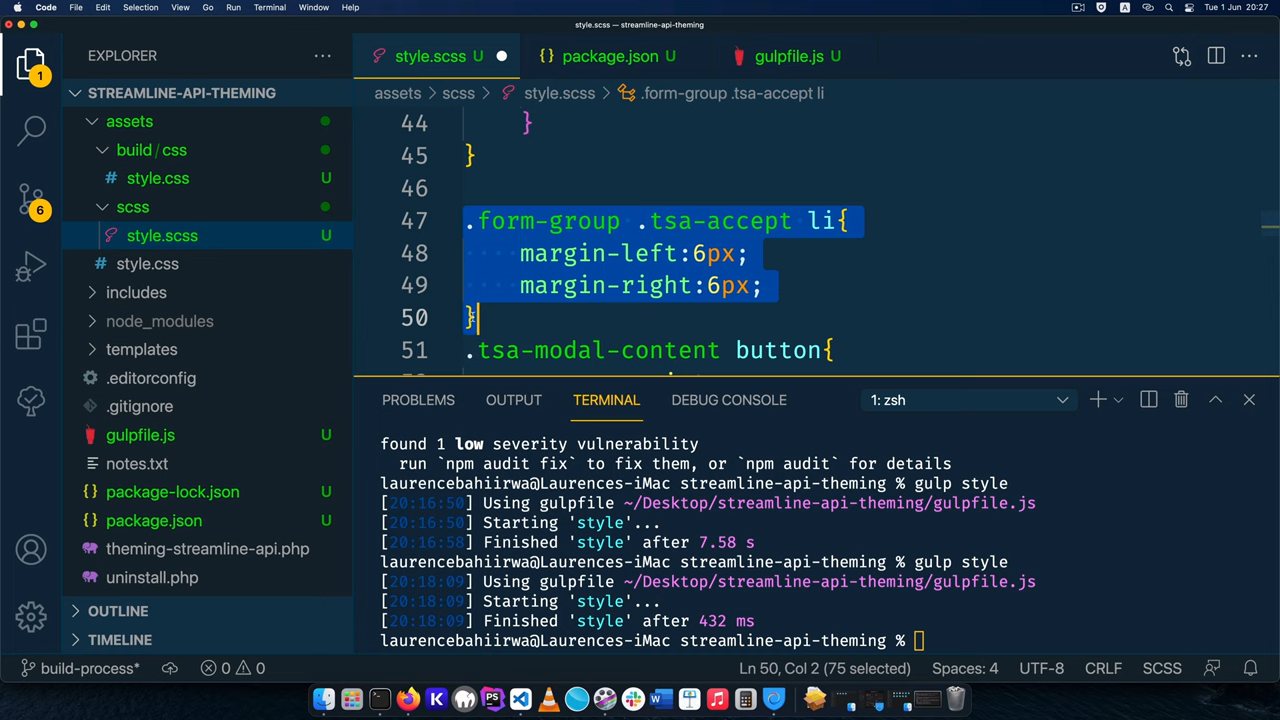 Code File Edit Selection View Go Run Terminal Window Help
A Tue 1 Jun 20:27
style.scss — streamline-api-theming
EXPLORER
style.scss U
{} package.json U
gulpfile.js U
1
STREAMLINE-API-THEMING
assets > scss > style.scss > .form-group .tsa-accept li
assets
build / css
# style.css U
scss
6
style.scss U
# style.css
includes
node_modules
templates
.editorconfig
.gitignore
gulpfile.js U
notes.txt
{} package-lock.json U
{} package.json U
theming-streamline-api.php
uninstall.php
OUTLINE
TIMELINE
44 }
45 }
46
47 .form-group .tsa-accept li{
48 margin-left:6px;
49 margin-right:6px;
50 }
51 .tsa-modal-content button{
PROBLEMS OUTPUT TERMINAL DEBUG CONSOLE 1: zsh
found 1 low severity vulnerability
run `npm audit fix` to fix them, or `npm audit` for details
laurencebahiirwa@Laurences-iMac streamline-api-theming % gulp style
[20:16:50] Using gulpfile ~/Desktop/streamline-api-theming/gulpfile.js
[20:16:50] Starting 'style'...
[20:16:58] Finished 'style' after 7.58 s
laurencebahiirwa@Laurences-iMac streamline-api-theming % gulp style
[20:18:09] Using gulpfile ~/Desktop/streamline-api-theming/gulpfile.js
[20:18:09] Starting 'style'...
[20:18:09] Finished 'style' after 432 ms
laurencebahiirwa@Laurences-iMac streamline-api-theming %
build-process* 0 0 Ln 50, Col 2 (75 selected) Spaces: 4 UTF-8 CRLF SCSS
K PS W